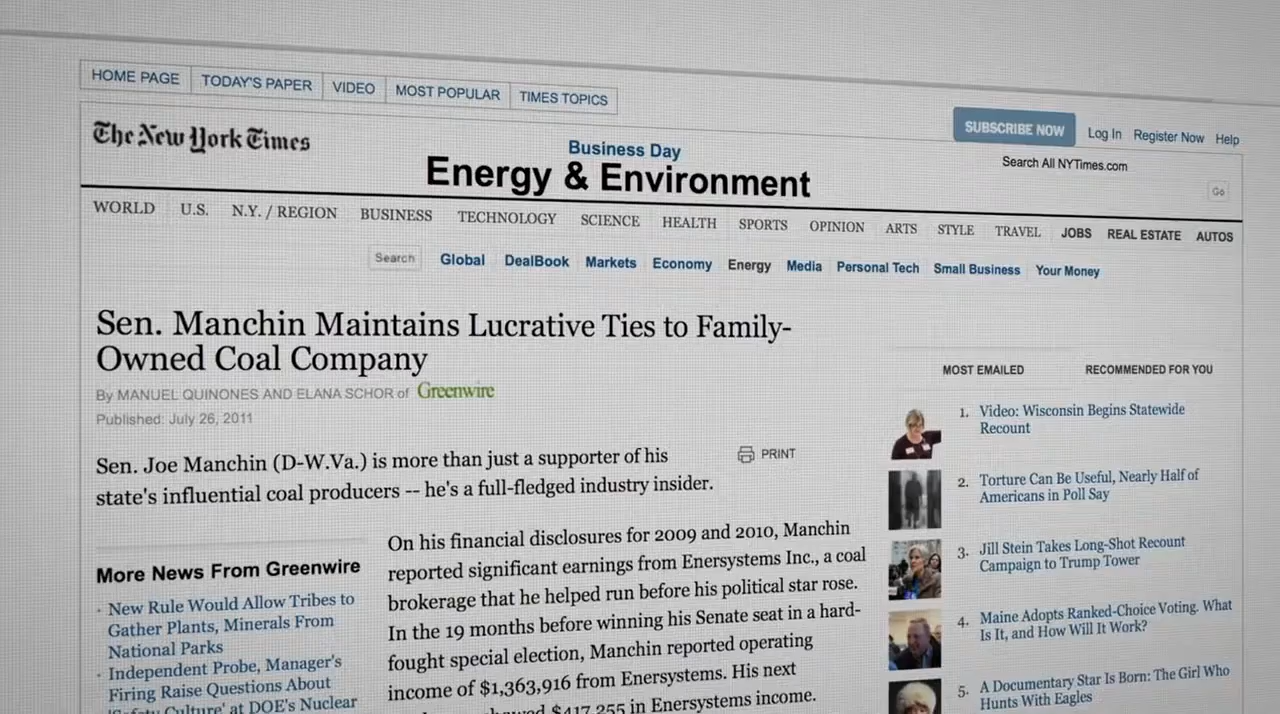 HOME PAGE
TODAY'S PAPER
VIDEO
MOST POPULAR
TIMES TOPICS
The New York Times
Business Day
Energy & Environment
SUBSCRIBE NOW
Log In
Register Now
Help
Search All NYTimes.com
Go
WORLD
U.S.
N.Y. / REGION
BUSINESS
TECHNOLOGY
SCIENCE
HEALTH
SPORTS
OPINION
ARTS
STYLE
TRAVEL
JOBS
REAL ESTATE
AUTOS
Search
Global
DealBook
Markets
Economy
Energy
Media
Personal Tech
Small Business
Your Money
Sen. Manchin Maintains Lucrative Ties to Family-
Owned Coal Company
By MANUEL QUINONES AND ELANA SCHOR of Greenwire
Published: July 26, 2011
Sen. Joe Manchin (D-W.Va.) is more than just a supporter of his
state's influential coal producers -- he's a full-fledged industry insider.
PRINT
More News From Greenwire
· New Rule Would Allow Tribes to
Gather Plants, Minerals From
National Parks
· Independent Probe, Manager's
Firing Raise Questions About
'Safety Culture' at DOE's Nuclear
On his financial disclosures for 2009 and 2010, Manchin
reported significant earnings from Enersystems Inc., a coal
brokerage that he helped run before his political star rose.
In the 19 months before winning his Senate seat in a hard-
fought special election, Manchin reported operating
income of $1,363,916 from Enersystems. His next
showed $417,255 in Enersystems income.
MOST EMAILED
RECOMMENDED FOR YOU
1. Video: Wisconsin Begins Statewide
Recount
2. Torture Can Be Useful, Nearly Half of
Americans in Poll Say
3. Jill Stein Takes Long-Shot Recount
Campaign to Trump Tower
4. Maine Adopts Ranked-Choice Voting. What
Is It, and How Will It Work?
5. A Documentary Star Is Born: The Girl Who
Hunts With Eagles